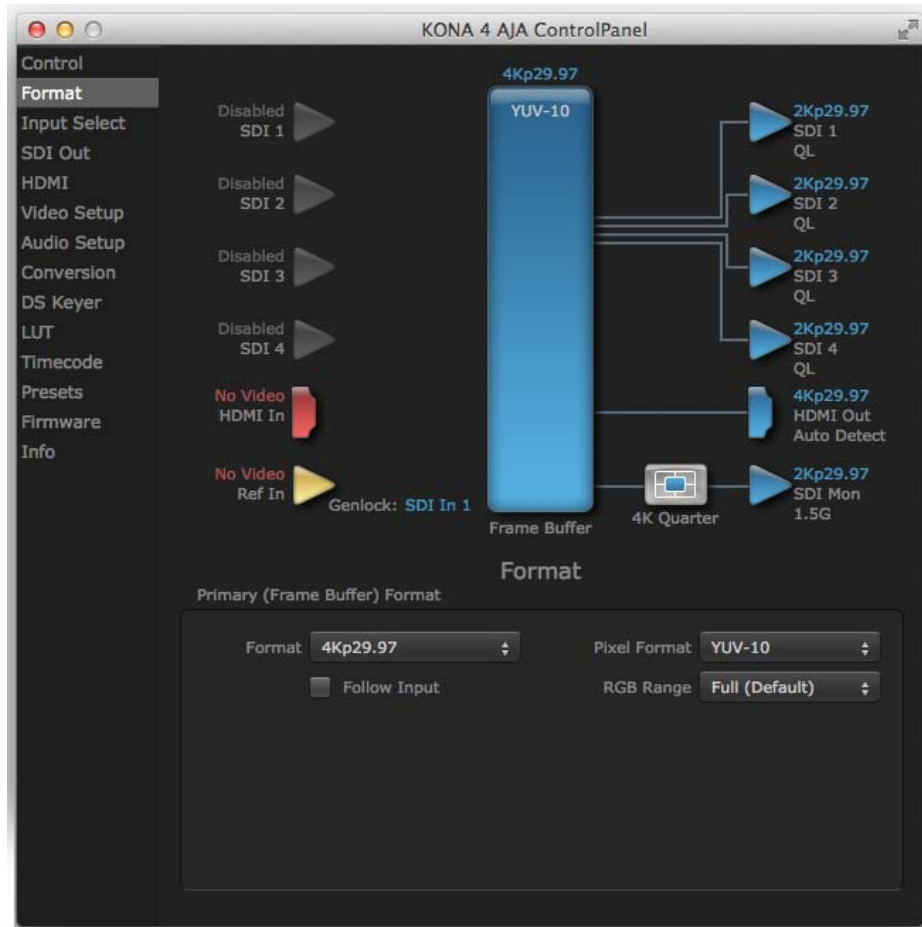 KONA 4 AJA ControlPanel
Control
Format
Input Select
SDI Out
HDMI
Video Setup
Audio Setup
Conversion
DS Keyer
LUT
Timecode
Presets
Firmware
Info
Disabled
SDI 1
Disabled
SDI 2
Disabled
SDI 3
Disabled
SDI 4
No Video
HDMI In
No Video
Ref In
Genlock: SDI In 1
4Kp29.97
YUV-10
Frame Buffer
4K Quarter
2Kp29.97
SDI 1
QL
2Kp29.97
SDI 2
QL
2Kp29.97
SDI 3
QL
2Kp29.97
SDI 4
QL
4Kp29.97
HDMI Out
Auto Detect
2Kp29.97
SDI Mon
1.5G
Format
Primary (Frame Buffer) Format
Format 4Kp29.97
Follow Input
Pixel Format YUV-10
RGB Range Full (Default)